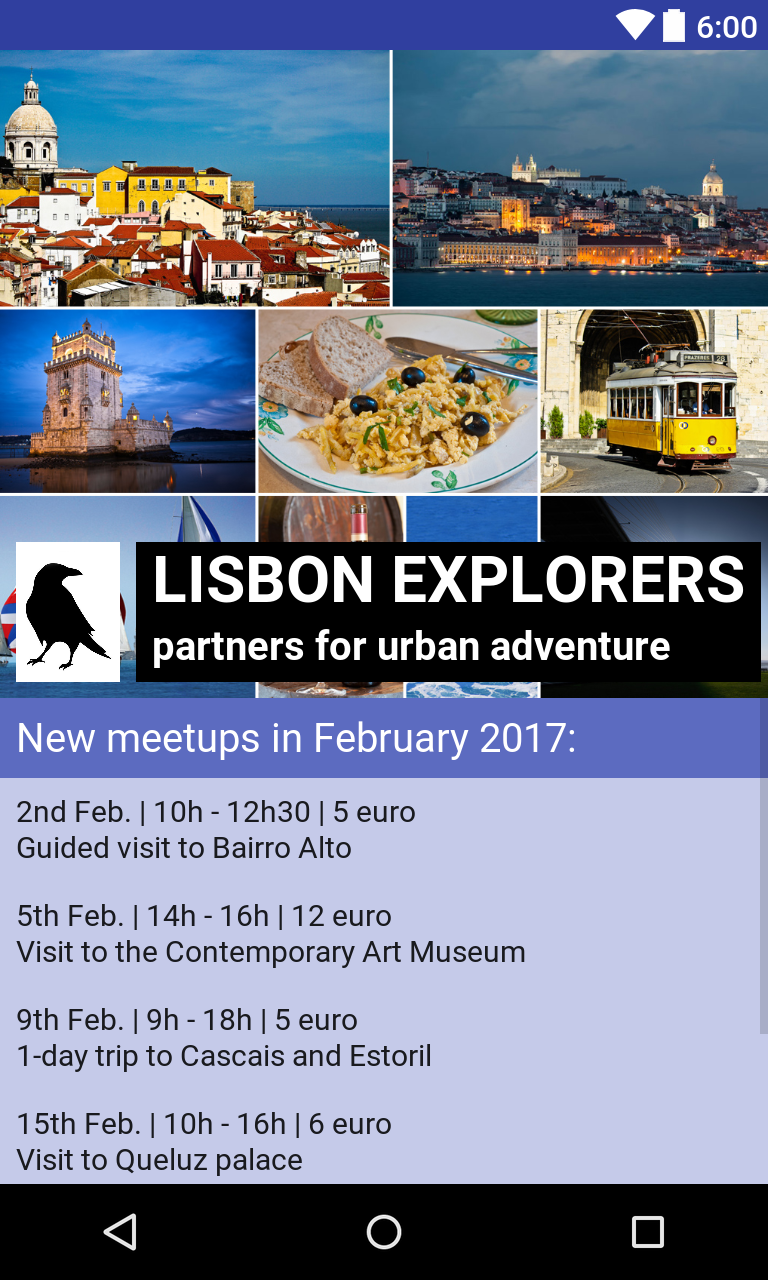 6:00
PRAZERES 28
LISBON EXPLORERS
partners for urban adventure
New meetups in February 2017:
2nd Feb. | 10h - 12h30 | 5 euro
Guided visit to Bairro Alto
5th Feb. | 14h - 16h | 12 euro
Visit to the Contemporary Art Museum
9th Feb. | 9h - 18h | 5 euro
1-day trip to Cascais and Estoril
15th Feb. | 10h - 16h | 6 euro
Visit to Queluz palace